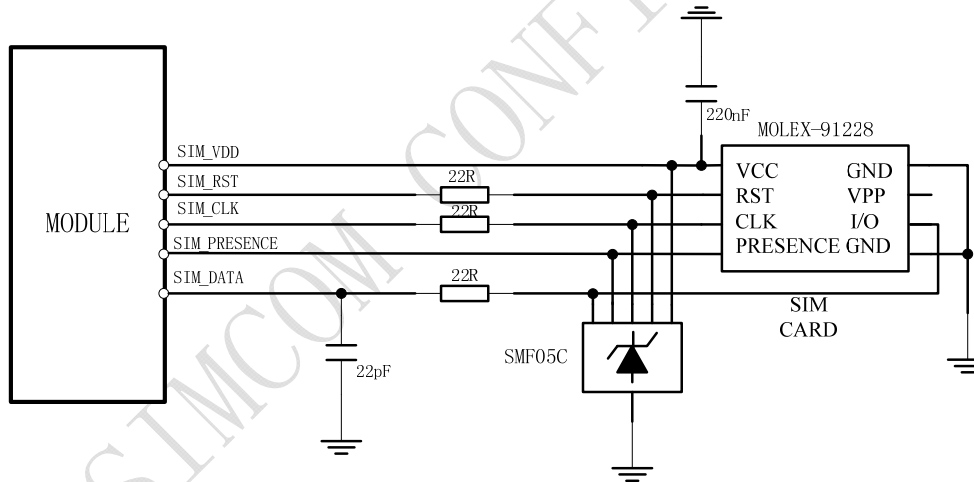 220nF
MOLEX-91228
SIM_VDD
VCC GND
SIM_RST 22R RST VPP
SIM_CLK 22R CLK I/O
MODULE
SIM_PRESENCE PRESENCE GND
SIM_DATA 22R
SIM
CARD
SMF05C
22pF
SIMCOM CONFI